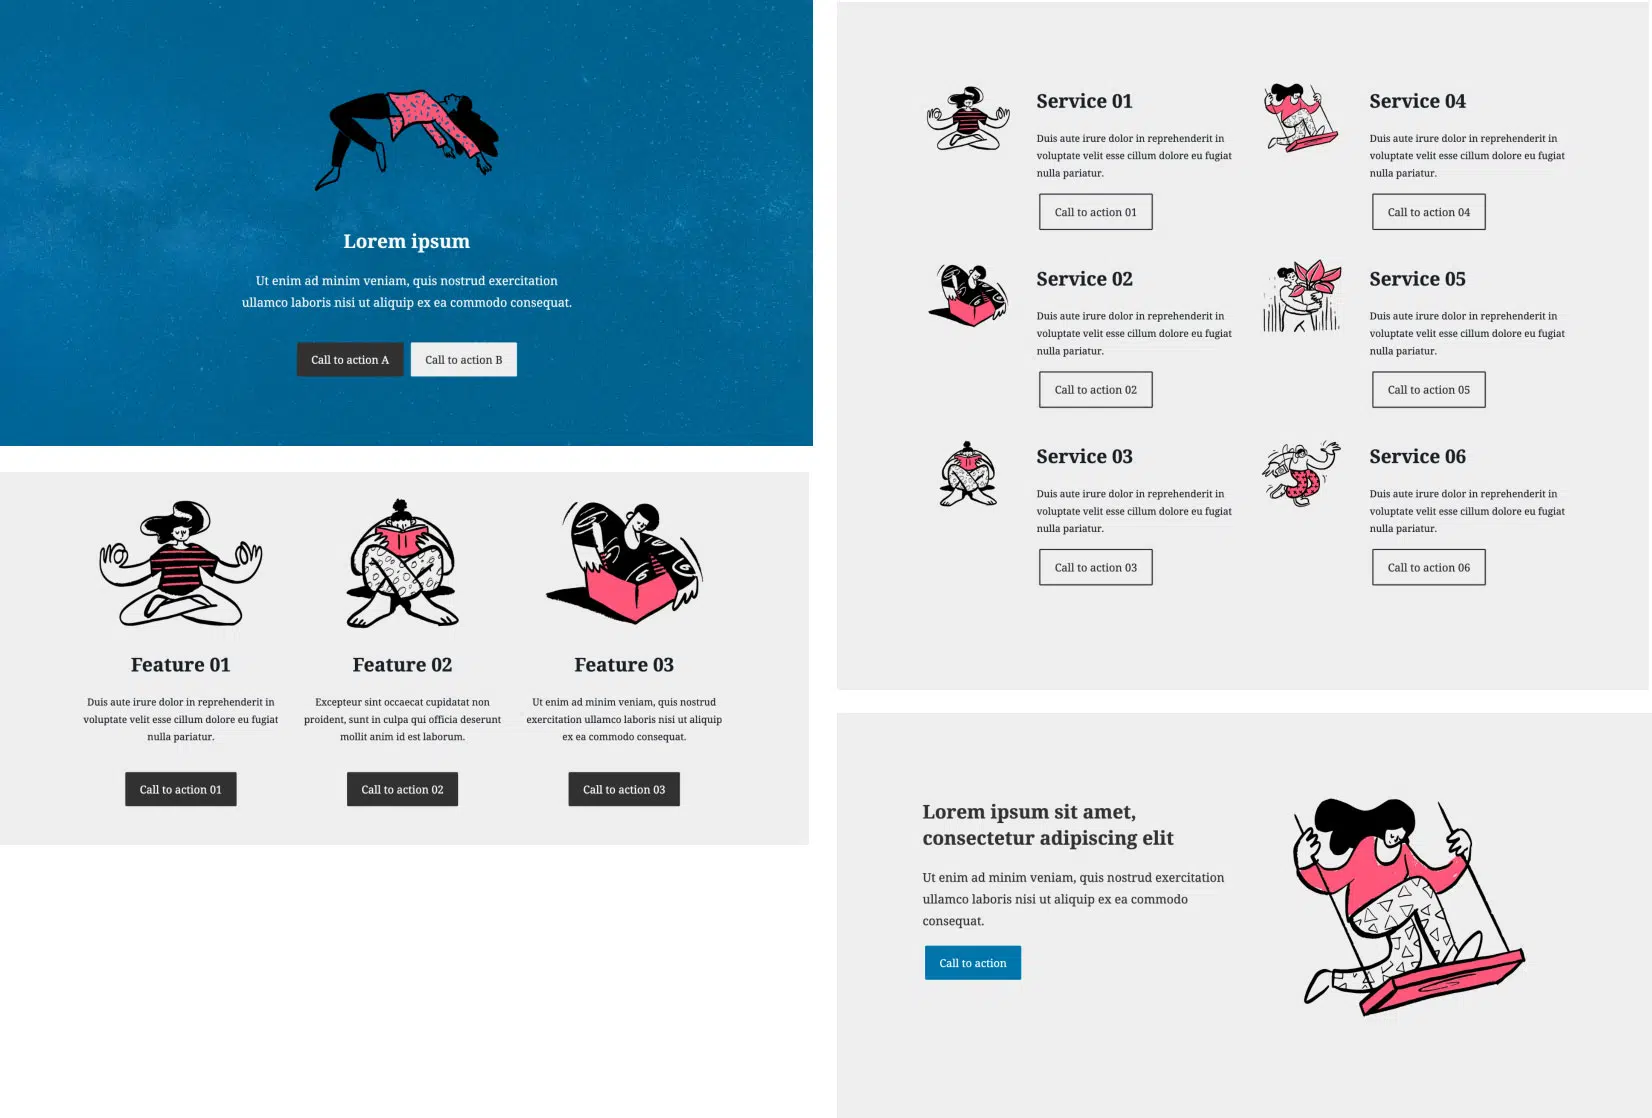 Lorem ipsum
Ut enim ad minim veniam, quis nostrud exercitation
ullamco laboris nisi ut aliquip ex ea commodo consequat.
Call to action A
Call to action B
Feature 01
Duis aute irure dolor in reprehenderit in
voluptate velit esse cillum dolore eu fugiat
nulla pariatur.
Call to action 01
Feature 02
Excepteur sint occaecat cupidatat non
proident, sunt in culpa qui officia deserunt
mollit anim id est laborum.
Call to action 02
Feature 03
Ut enim ad minim veniam, quis nostrud
exercitation ullamco laboris nisi ut aliquip
ex ea commodo consequat.
Call to action 03
Service 01
Duis aute irure dolor in reprehenderit in
voluptate velit esse cillum dolore eu fugiat
nulla pariatur.
Call to action 01
Service 02
Duis aute irure dolor in reprehenderit in
voluptate velit esse cillum dolore eu fugiat
nulla pariatur.
Call to action 02
Service 03
Duis aute irure dolor in reprehenderit in
voluptate velit esse cillum dolore eu fugiat
nulla pariatur.
Call to action 03
Service 04
Duis aute irure dolor in reprehenderit in
voluptate velit esse cillum dolore eu fugiat
nulla pariatur.
Call to action 04
Service 05
Duis aute irure dolor in reprehenderit in
voluptate velit esse cillum dolore eu fugiat
nulla pariatur.
Call to action 05
Service 06
Duis aute irure dolor in reprehenderit in
voluptate velit esse cillum dolore eu fugiat
nulla pariatur.
Call to action 06
Lorem ipsum sit amet,
consectetur adipiscing elit
Ut enim ad minim veniam, quis nostrud exercitation
ullamco laboris nisi ut aliquip ex ea commodo
consequat.
Call to action